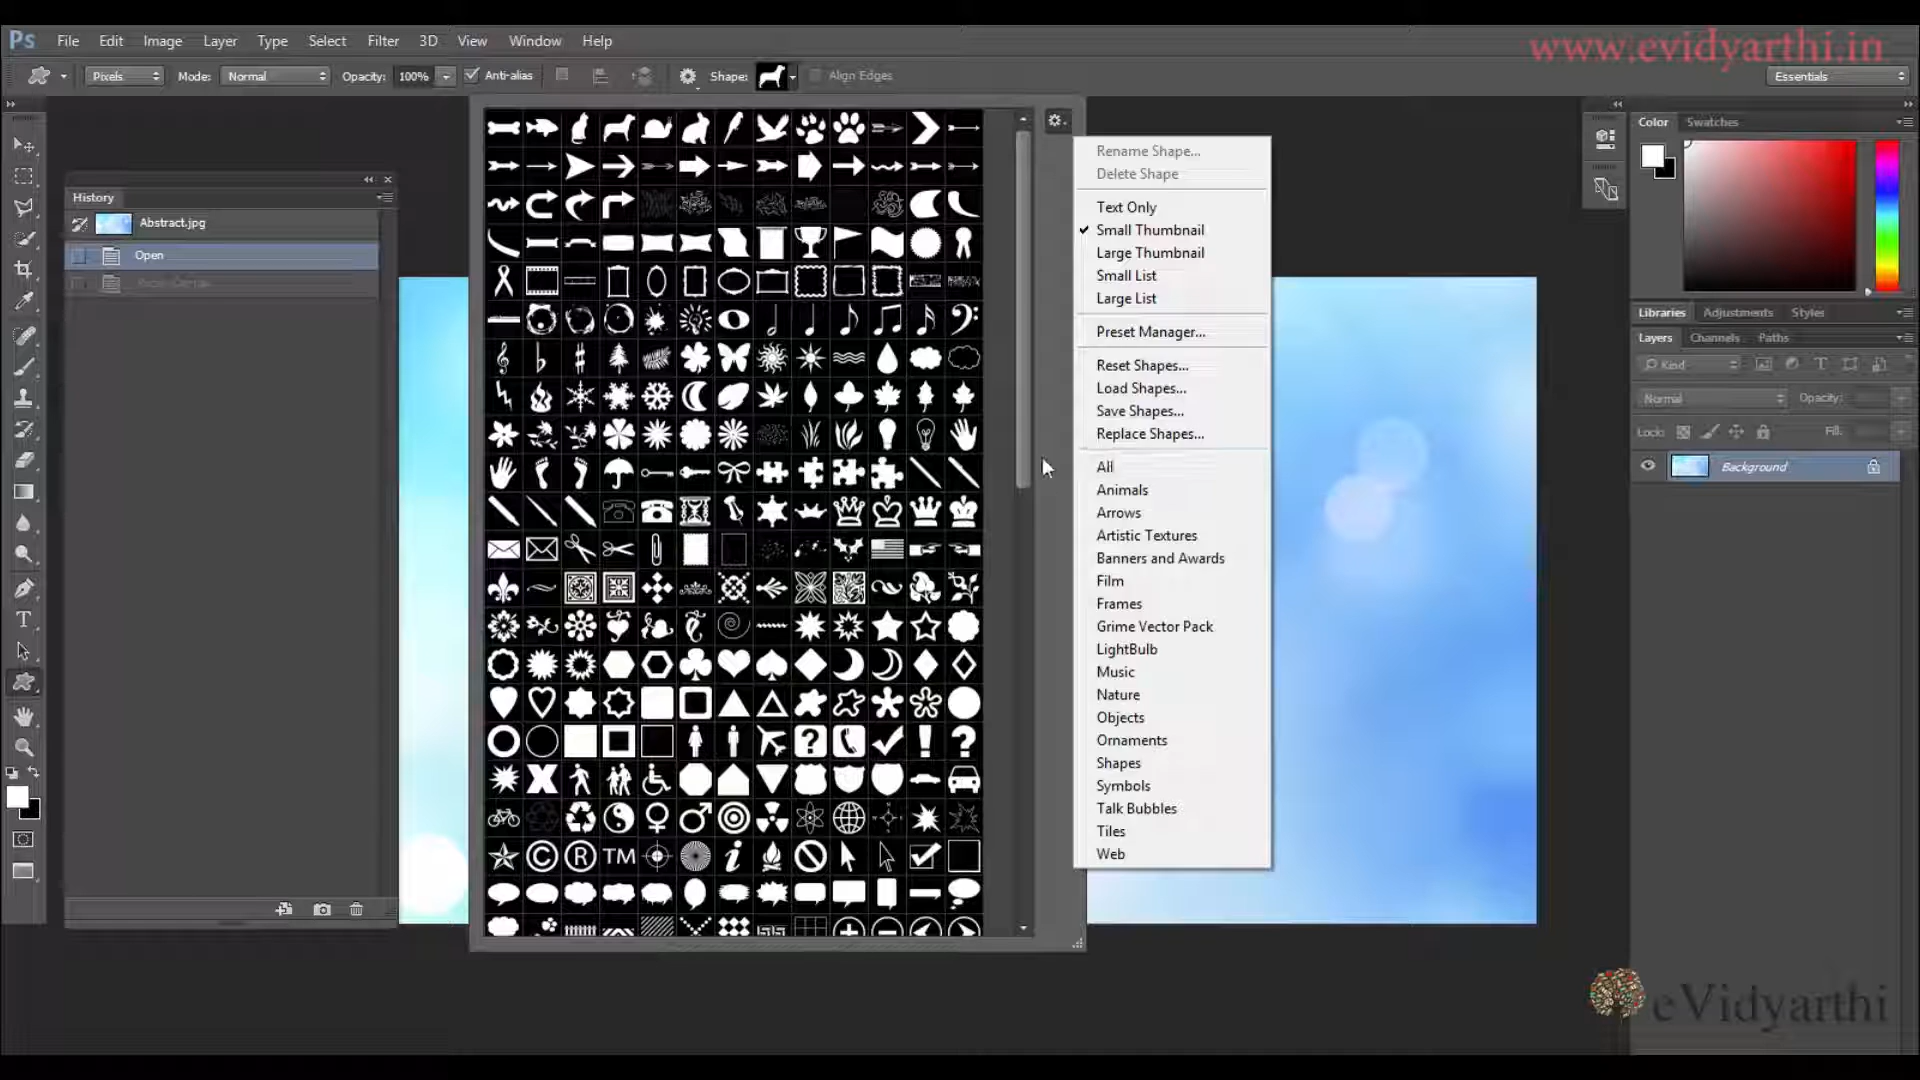 www.evidyarthi.in
Ps File Edit Image Layer Type Select Filter 3D View Window Help
Pixels Mode: Normal Opacity: 100% Anti-alias Shape: Align Edges Essentials
Color Swatches
History
Abstract.jpg
Open
Rename Shape...
Delete Shape
Text Only
Small Thumbnail
Large Thumbnail
Small List
Large List
Preset Manager...
Reset Shapes...
Load Shapes...
Save Shapes...
Replace Shapes...
All
Animals
Arrows
Artistic Textures
Banners and Awards
Film
Frames
Grime Vector Pack
LightBulb
Music
Nature
Objects
Ornaments
Shapes
Symbols
Talk Bubbles
Tiles
Web
TM
Libraries Adjustments Styles
Layers Channels Paths
Kind
Normal Opacity:
Lock: Fill:
Background
eVidyarthi